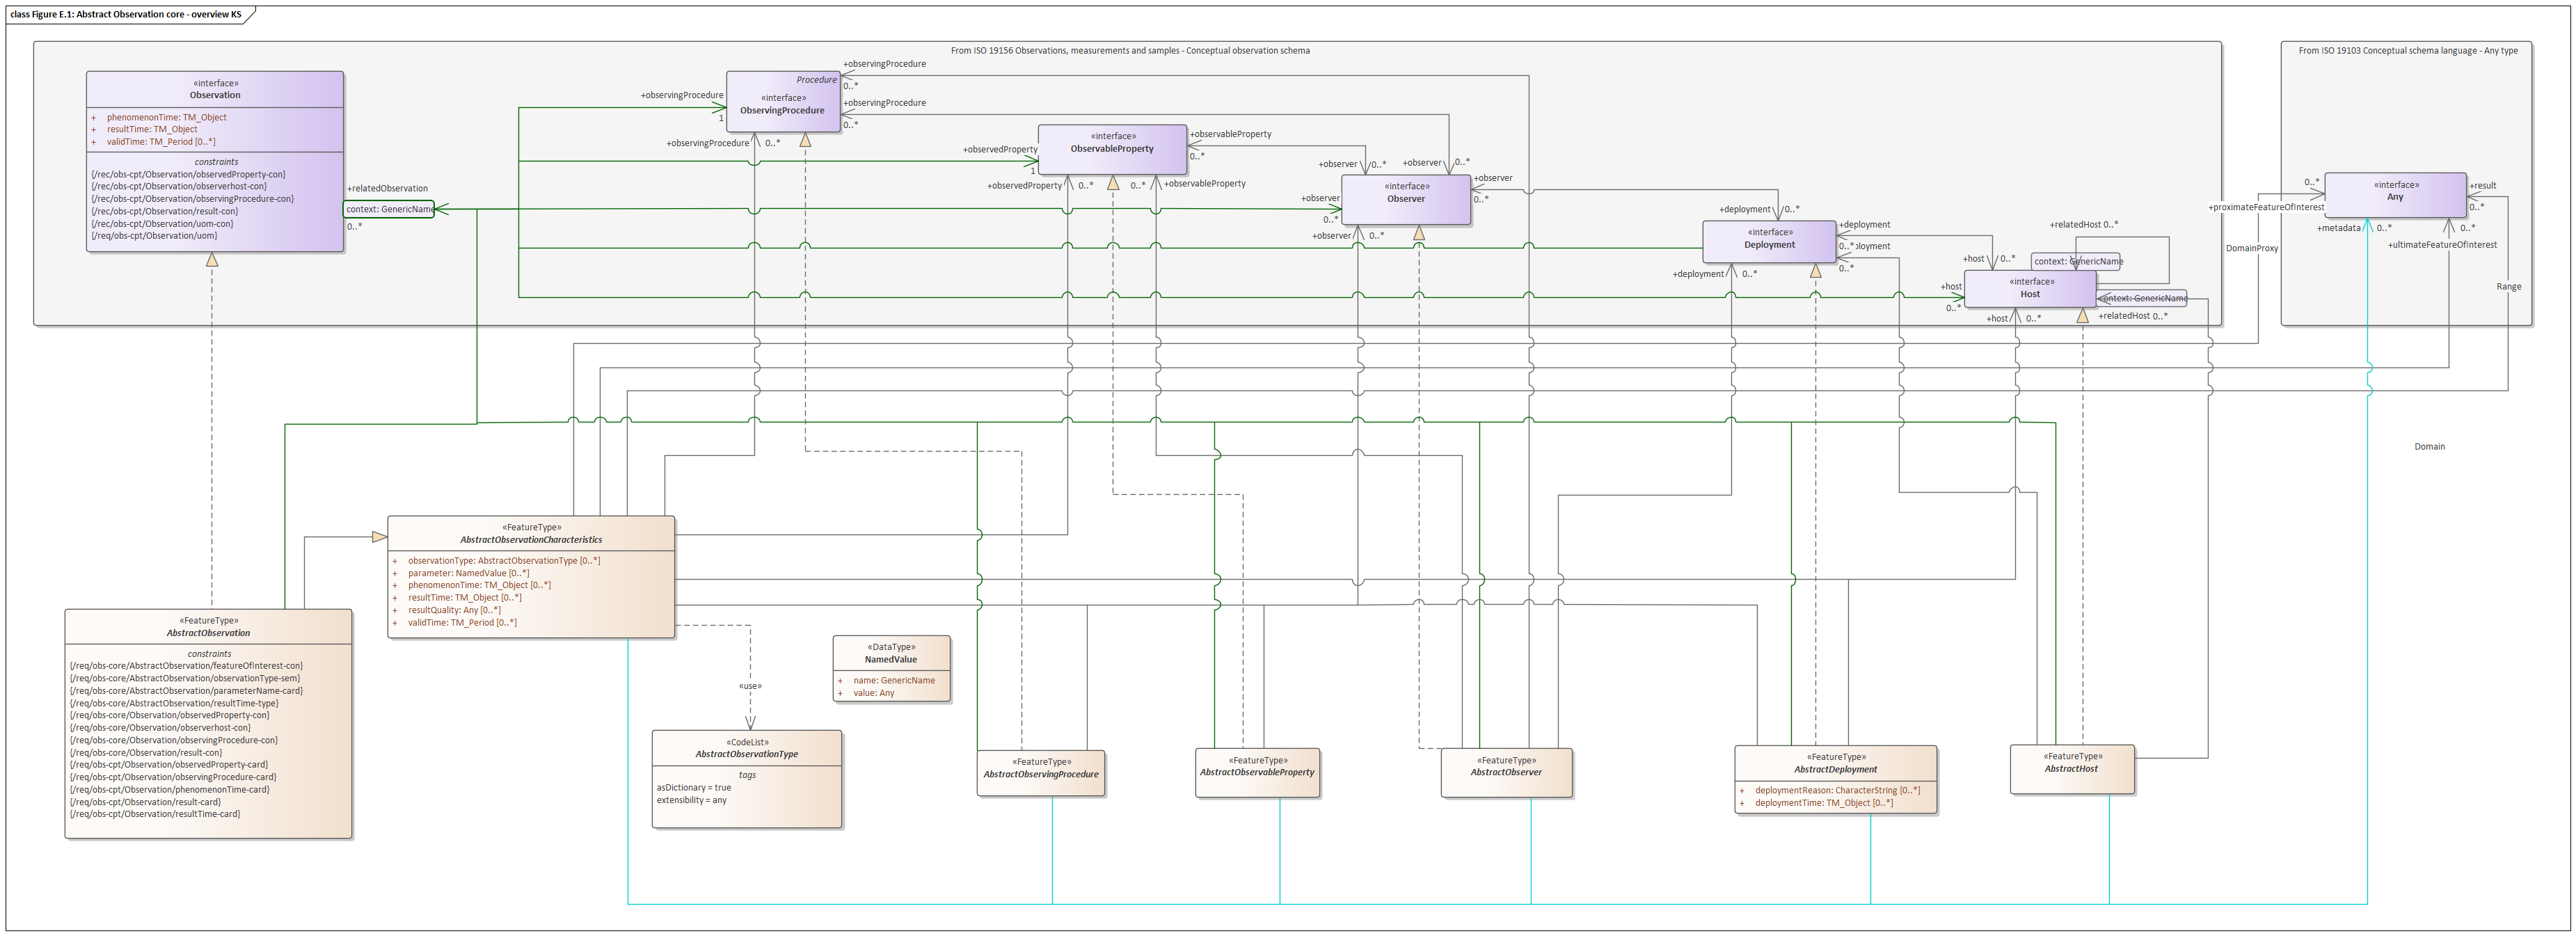 class Figure E.1: Abstract Observation core - overview KS
From ISO 19156 Observations, measurements and samples - Conceptual observation schema
From ISO 19103 Conceptual schema language - Any type
«interface»
Observation
+ phenomenonTime: TM_Object
+ resultTime: TM_Object
+ validTime: TM_Period [0..*]
constraints
{/rec/obs-cpt/Observation/observedProperty-con}
{/rec/obs-cpt/Observation/observerhost-con}
{/rec/obs-cpt/Observation/observingProcedure-con}
{/rec/obs-cpt/Observation/result-con}
{/rec/obs-cpt/Observation/uom-con}
{/req/obs-cpt/Observation/uom}
+relatedObservation
context: GenericName
0..*
+observingProcedure
1
Procedure
«interface»
ObservingProcedure
+observingProcedure
0..*
+observingProcedure
0..*
+observingProcedure 0..*
+observedProperty
1
«interface»
ObservableProperty
+observableProperty
0..*
+observedProperty 0..*
0..* +observableProperty
+observer 0..*
+observer 0..*
+observer
0..*
«interface»
Observer
+observer
0..*
+observer 0..*
+deployment 0..*
«interface»
Deployment
+deployment
0..*
0..*
+deployment 0..*
+host 0..*
+relatedHost 0..*
context: GenericName
+host
0..*
«interface»
Host
context: GenericName
+relatedHost 0..*
+host 0..*
0..*
+proximateFeatureOfInterest
DomainProxy
«interface»
Any
+result
0..*
+metadata 0..*
0..*
+ultimateFeatureOfInterest
Range
Domain
«FeatureType»
AbstractObservationCharacteristics
+ observationType: AbstractObservationType [0..*]
+ parameter: NamedValue [0..*]
+ phenomenonTime: TM_Object [0..*]
+ resultTime: TM_Object [0..*]
+ resultQuality: Any [0..*]
+ validTime: TM_Period [0..*]
«FeatureType»
AbstractObservation
constraints
{/req/obs-core/AbstractObservation/featureOfInterest-con}
{/req/obs-core/AbstractObservation/observationType-sem}
{/req/obs-core/AbstractObservation/parameterName-card}
{/req/obs-core/AbstractObservation/resultTime-type}
{/req/obs-core/Observation/observedProperty-con}
{/req/obs-core/Observation/observerhost-con}
{/req/obs-core/Observation/observingProcedure-con}
{/req/obs-core/Observation/result-con}
{/req/obs-cpt/Observation/observedProperty-card}
{/req/obs-cpt/Observation/observingProcedure-card}
{/req/obs-cpt/Observation/phenomenonTime-card}
{/req/obs-cpt/Observation/result-card}
{/req/obs-cpt/Observation/resultTime-card}
«use»
«DataType»
NamedValue
+ name: GenericName
+ value: Any
«CodeList»
AbstractObservationType
tags
asDictionary = true
extensibility = any
«FeatureType»
AbstractObservingProcedure
«FeatureType»
AbstractObservableProperty
«FeatureType»
AbstractObserver
«FeatureType»
AbstractDeployment
+ deploymentReason: CharacterString [0..*]
+ deploymentTime: TM_Object [0..*]
«FeatureType»
AbstractHost